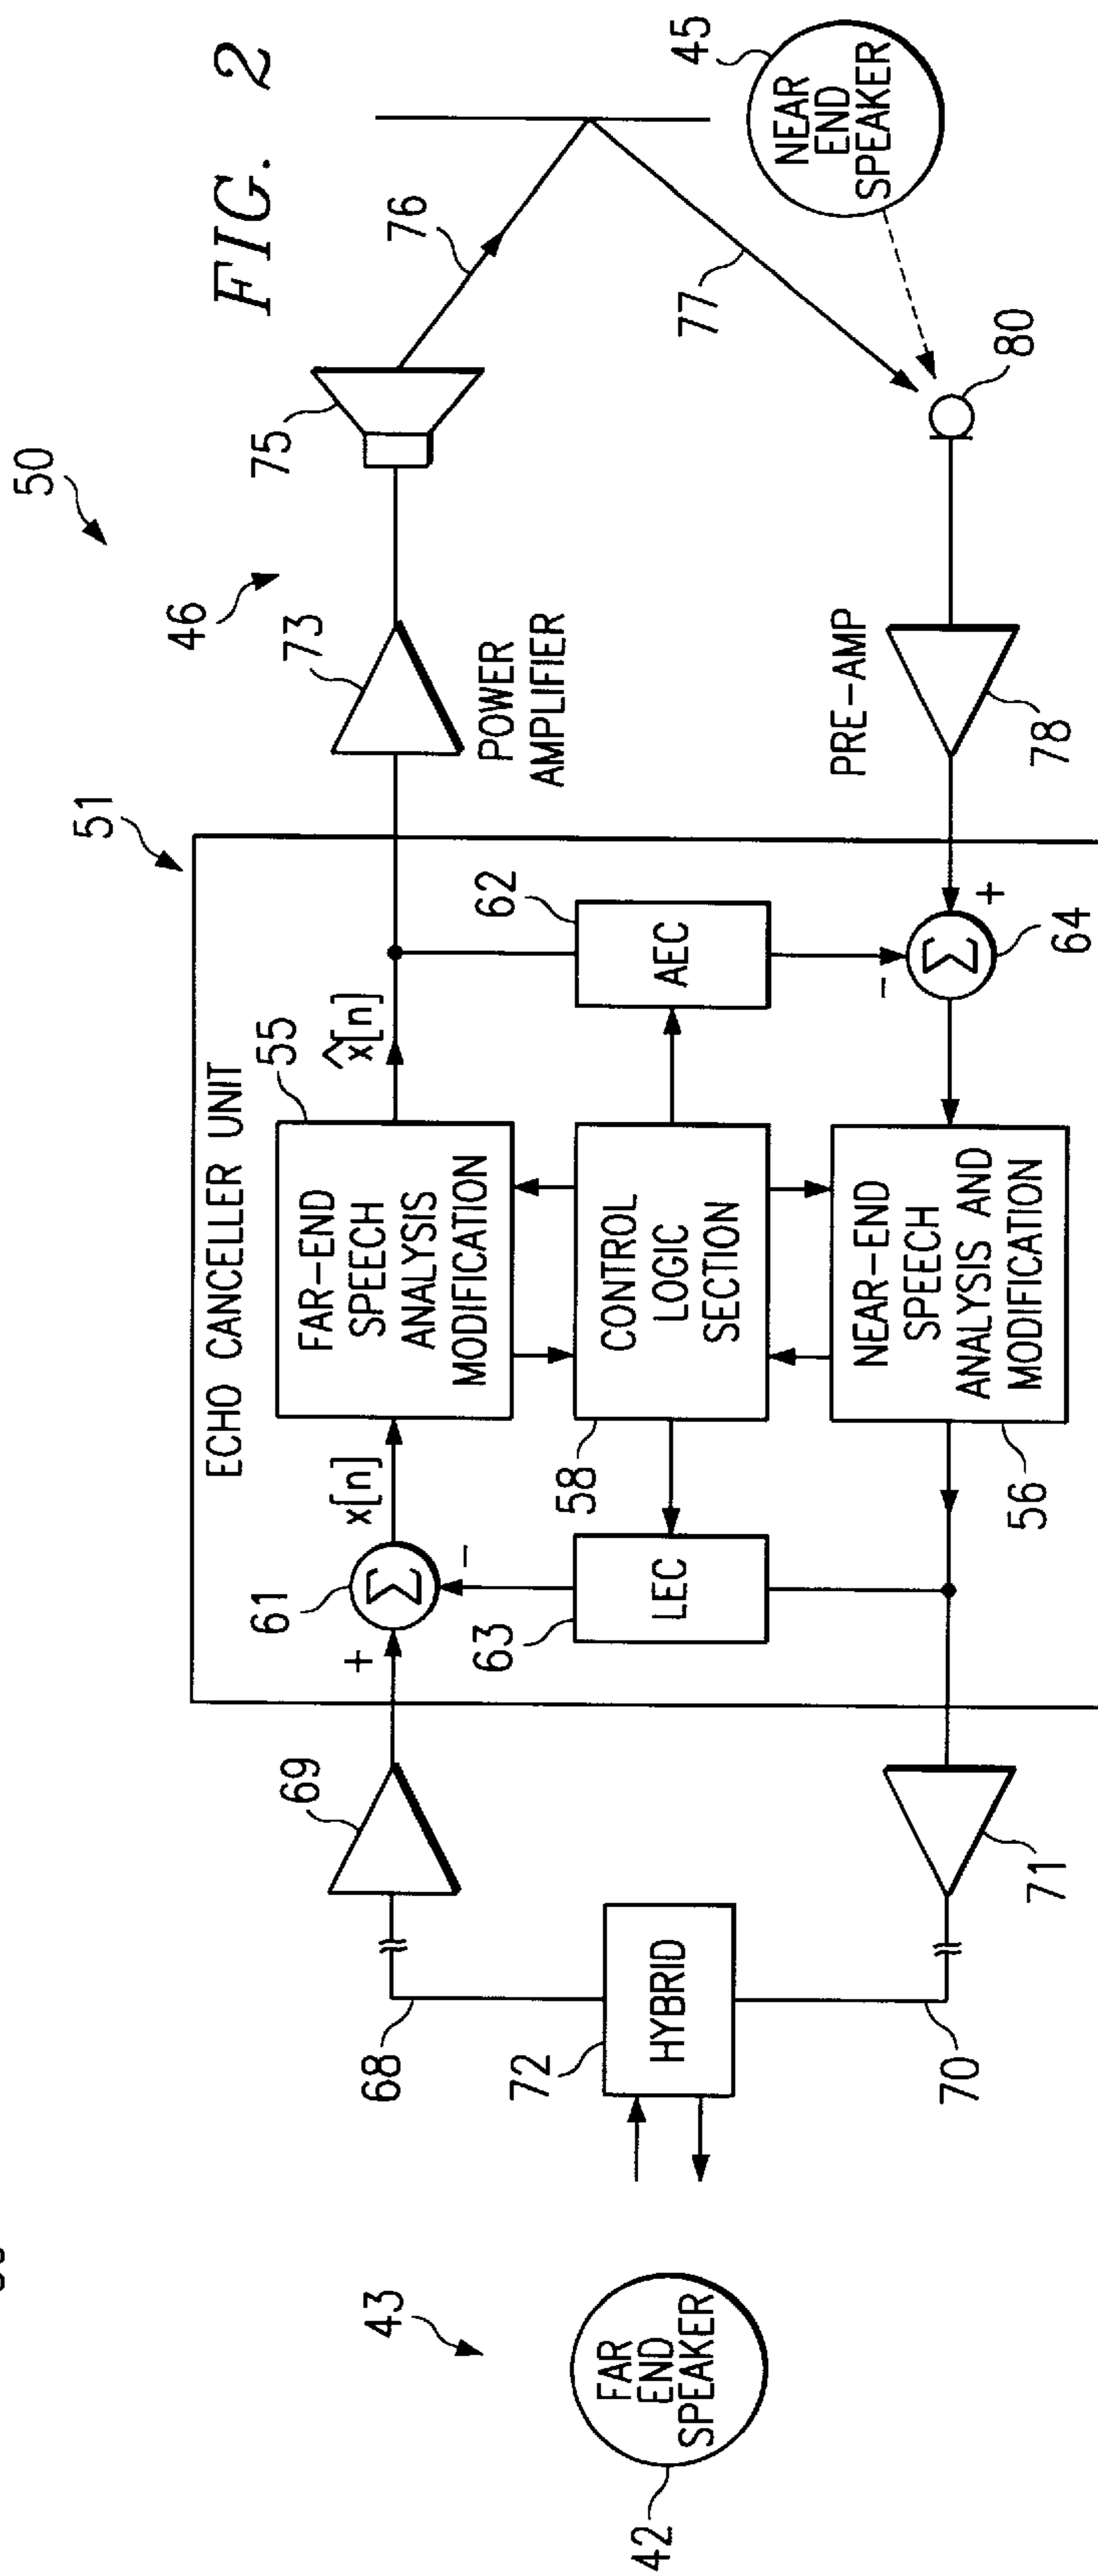 FIG. 2
50
46
51
ECHO CANCELLER UNIT
43
42
FAR
END
SPEAKER
72
HYBRID
68
69
70
71
61
Σ
+
-
x[n]
55
FAR-END
SPEECH
ANALYSIS
MODIFICATION
x̂[n]
63
LEC
58
CONTROL
LOGIC
SECTION
62
AEC
56
NEAR-END
SPEECH
ANALYSIS AND
MODIFICATION
64
Σ
+
-
73
POWER
AMPLIFIER
75
76
77
78
PRE-AMP
80
45
NEAR
END
SPEAKER